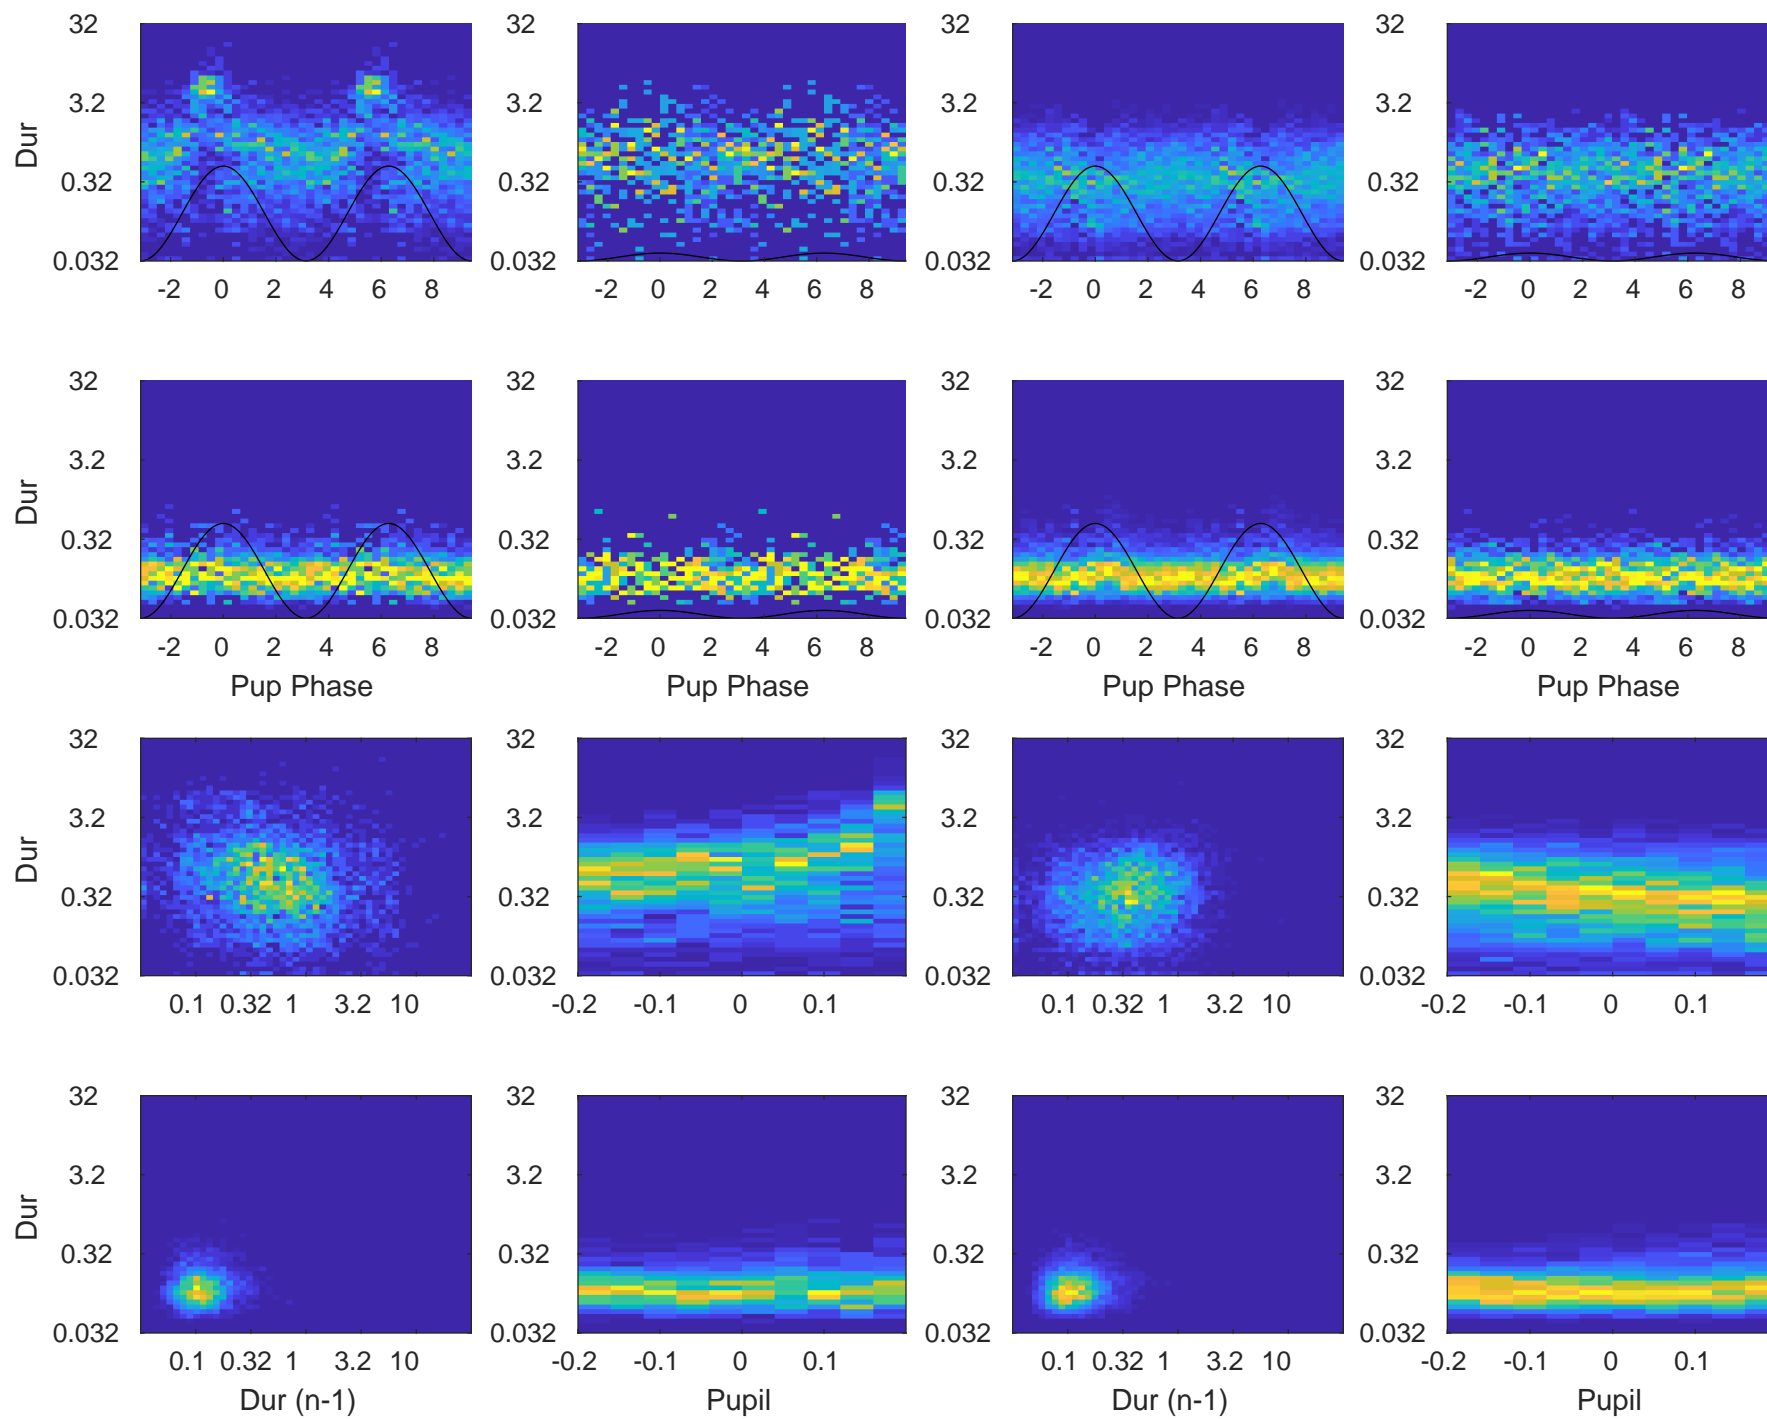 32 32 32 32
3.2 3.2 3.2 3.2
Dur
0.32 0.32 0.32 0.32
0.032 0.032 0.032 0.032
-2 0 2 4 6 8 -2 0 2 4 6 8 -2 0 2 4 6 8 -2 0 2 4 6 8
32 32 32 32
3.2 3.2 3.2 3.2
Dur
0.32 0.32 0.32 0.32
0.032 0.032 0.032 0.032
-2 0 2 4 6 8 -2 0 2 4 6 8 -2 0 2 4 6 8 -2 0 2 4 6 8
Pup Phase Pup Phase Pup Phase Pup Phase
32 32 32 32
3.2 3.2 3.2 3.2
Dur
0.32 0.32 0.32 0.32
0.032 0.032 0.032 0.032
0.1 0.32 1 3.2 10 -0.2 -0.1 0 0.1 0.1 0.32 1 3.2 10 -0.2 -0.1 0 0.1
32 32 32 32
3.2 3.2 3.2 3.2
Dur
0.32 0.32 0.32 0.32
0.032 0.032 0.032 0.032
0.1 0.32 1 3.2 10 -0.2 -0.1 0 0.1 0.1 0.32 1 3.2 10 -0.2 -0.1 0 0.1
Dur (n-1) Pupil Dur (n-1) Pupil